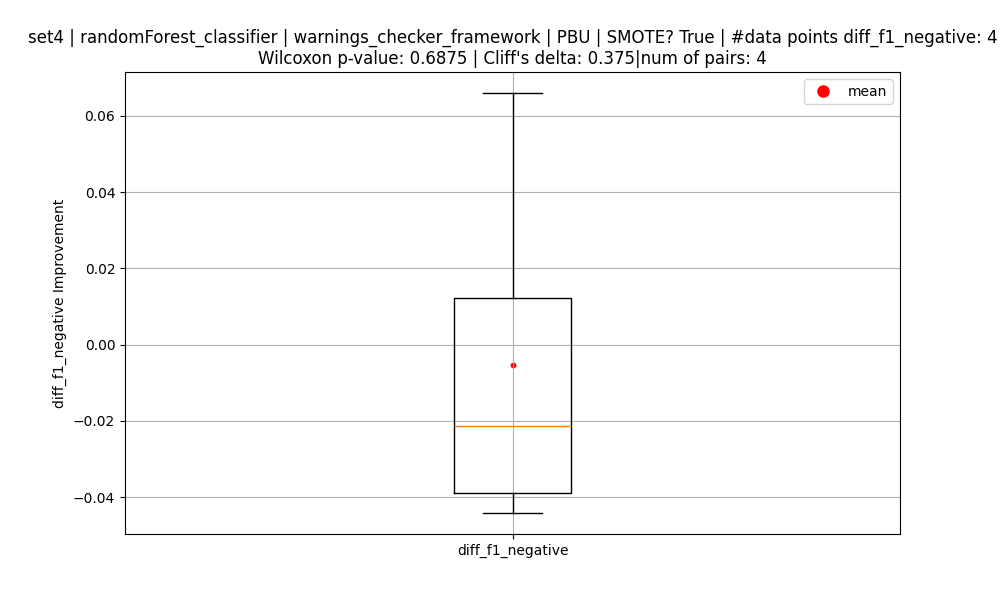 set4 | randomForest_classifier | warnings_checker_framework | PBU | SMOTE? True | #data points diff_f1_negative: 4
Wilcoxon p-value: 0.6875 | Cliff's delta: 0.375|num of pairs: 4
mean
0.06
0.04
0.02
0.00
−0.02
−0.04
diff_f1_negative Improvement
diff_f1_negative